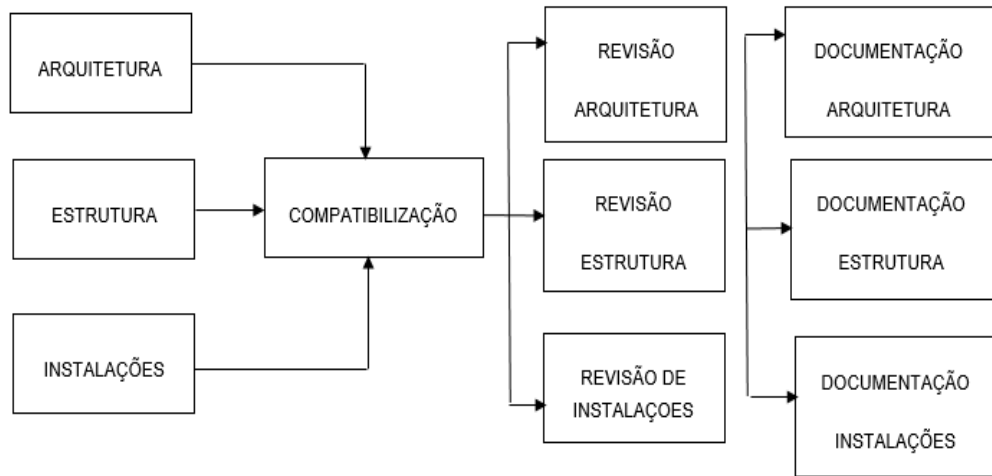 ARQUITETURA
ESTRUTURA
INSTALAÇÕES
COMPATIBILIZAÇÃO
REVISÃO
ARQUITETURA
REVISÃO
ESTRUTURA
REVISÃO DE
INSTALAÇOES
DOCUMENTAÇÃO
ARQUITETURA
DOCUMENTAÇÃO
ESTRUTURA
DOCUMENTAÇÃO
INSTALAÇÕES